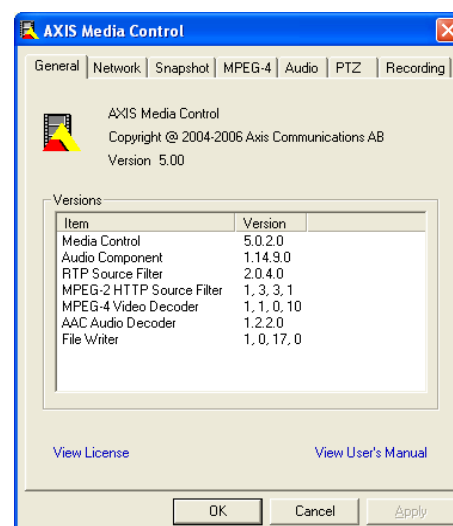 AXIS Media Control
General Network Snapshot MPEG-4 Audio PTZ Recording
AXIS Media Control
Copyright @ 2004-2006 Axis Communications AB
Version 5.00
Versions
Item Version
Media Control 5.0.2.0
Audio Component 1.14.9.0
RTP Source Filter 2.0.4.0
MPEG-2 HTTP Source Filter 1, 3, 3, 1
MPEG-4 Video Decoder 1, 1, 0, 10
AAC Audio Decoder 1.2.2.0
File Writer 1, 0, 17, 0
View License View User's Manual
OK Cancel Apply